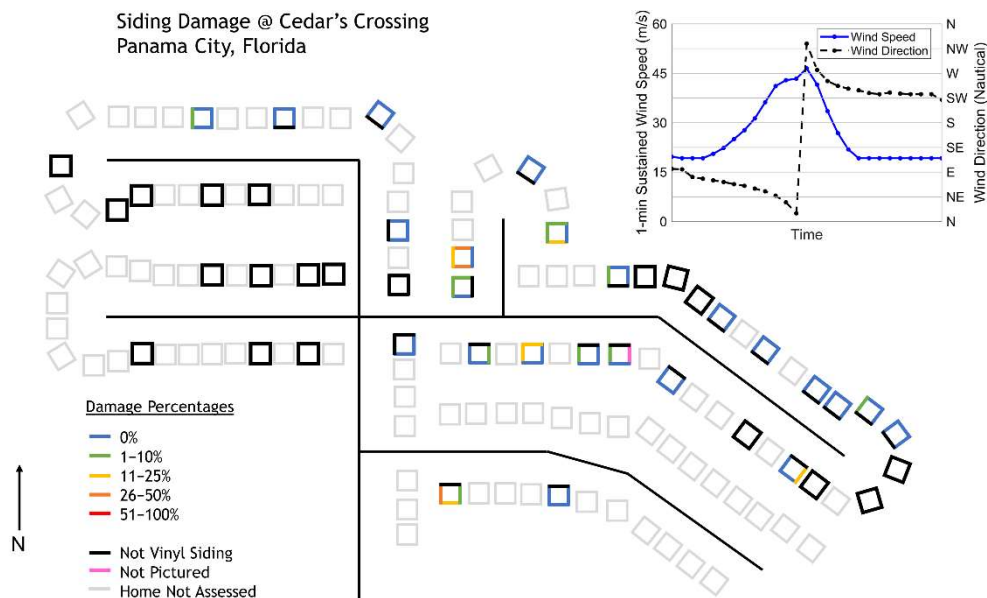 Siding Damage @ Cedar's Crossing
Panama City, Florida
60
45
30
15
0
1-min Sustained Wind Speed (m/s)
Wind Speed
Wind Direction
N
NW
W
SW
S
SE
E
NE
N
Wind Direction (Nautical)
Time
Damage Percentages
0%
1–10%
11–25%
26–50%
51–100%
Not Vinyl Siding
Not Pictured
Home Not Assessed
N